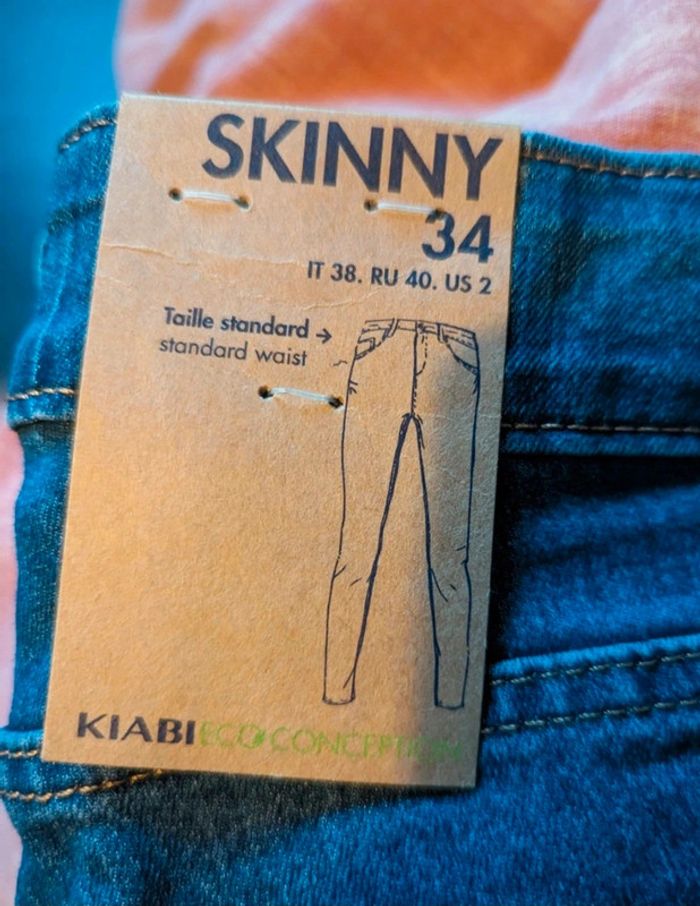 SKINNY
34
IT 38. RU 40. US 2
Taille standard →
standard waist
KIABI ECO CONCEPTION